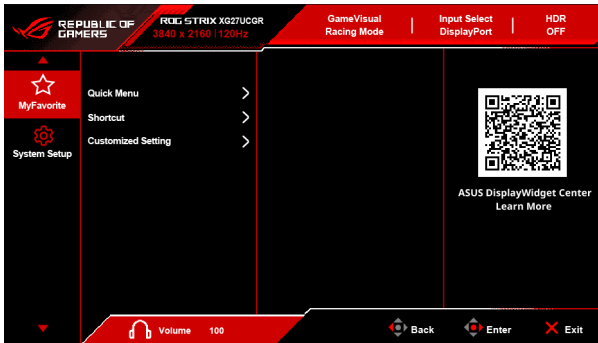 REPUBLIC OF
GAMERS
ROG STRIX XG27UCGR
3840 x 2160 | 120Hz
GameVisual
Racing Mode
Input Select
DisplayPort
HDR
OFF
MyFavorite
System Setup
Quick Menu
Shortcut
Customized Setting
ASUS DisplayWidget Center
Learn More
Volume 100
Back
Enter
Exit